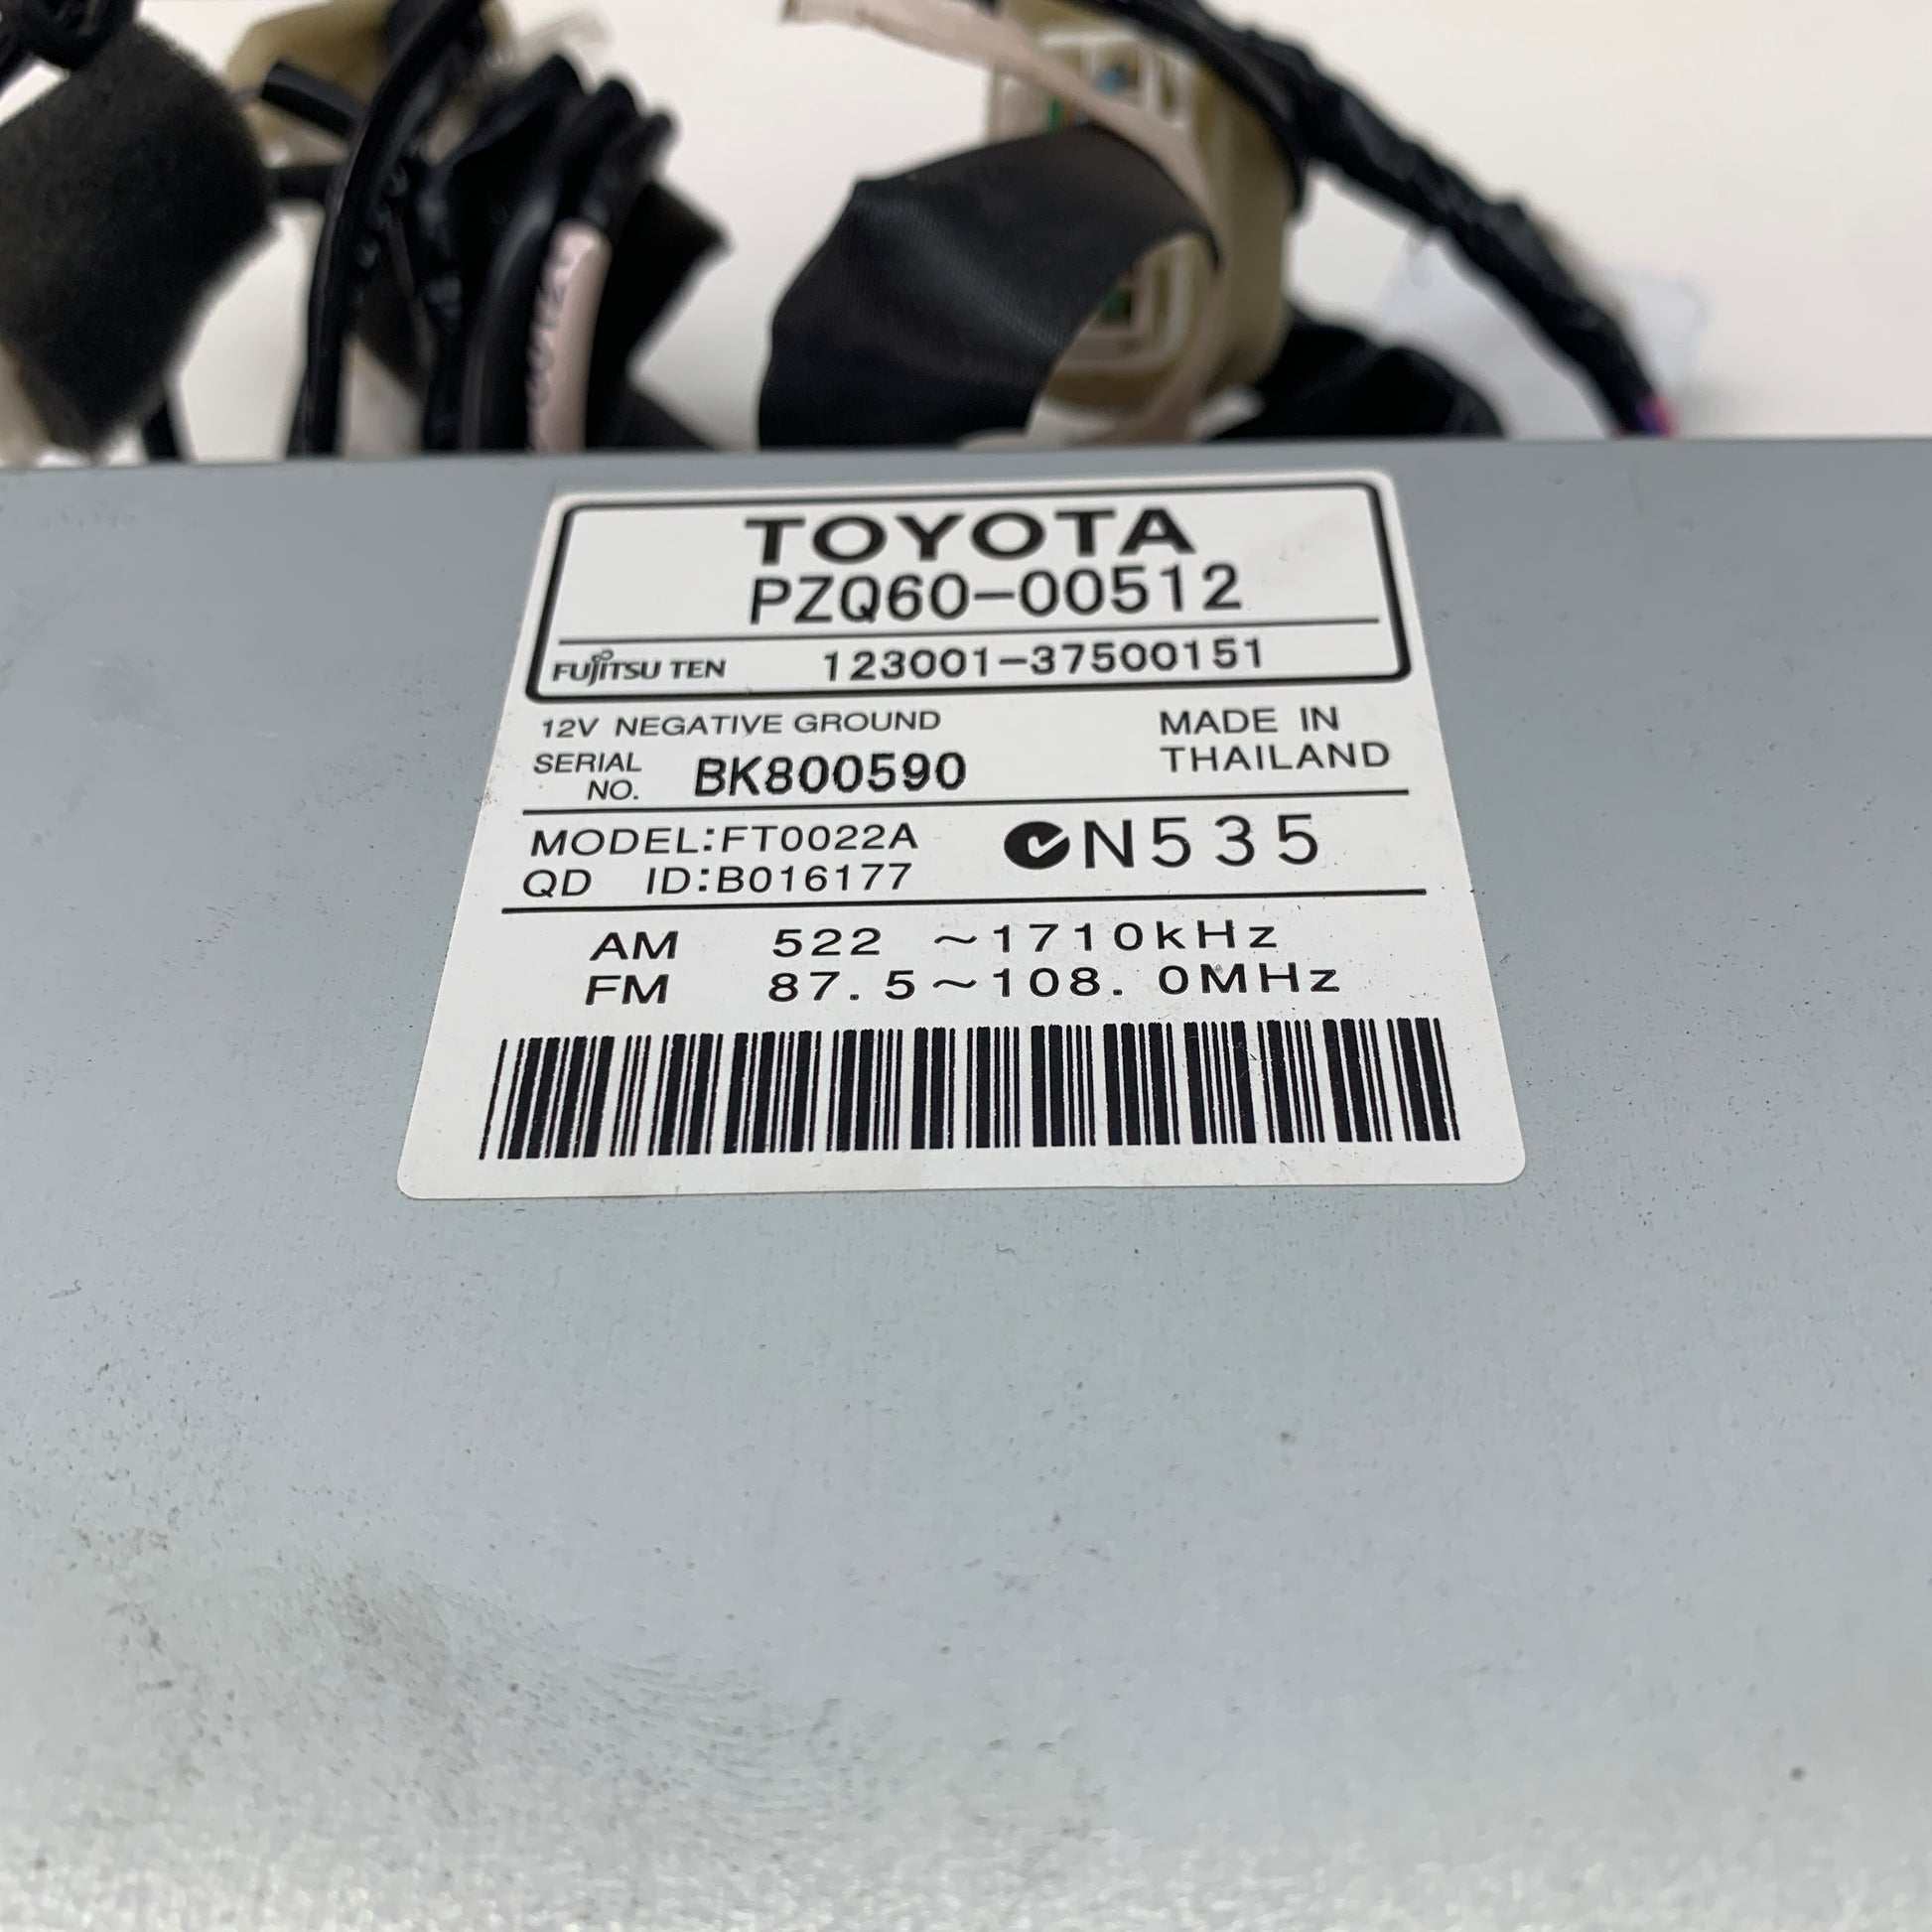 TOYOTA
PZQ60-00512
FUJITSU TEN 123001-37500151
12V NEGATIVE GROUND
MADE IN
THAILAND
SERIAL
NO. BK800590
MODEL:FT0022A
QD ID:B016177
N535
AM 522 ~1710kHz
FM 87.5~108.0MHz